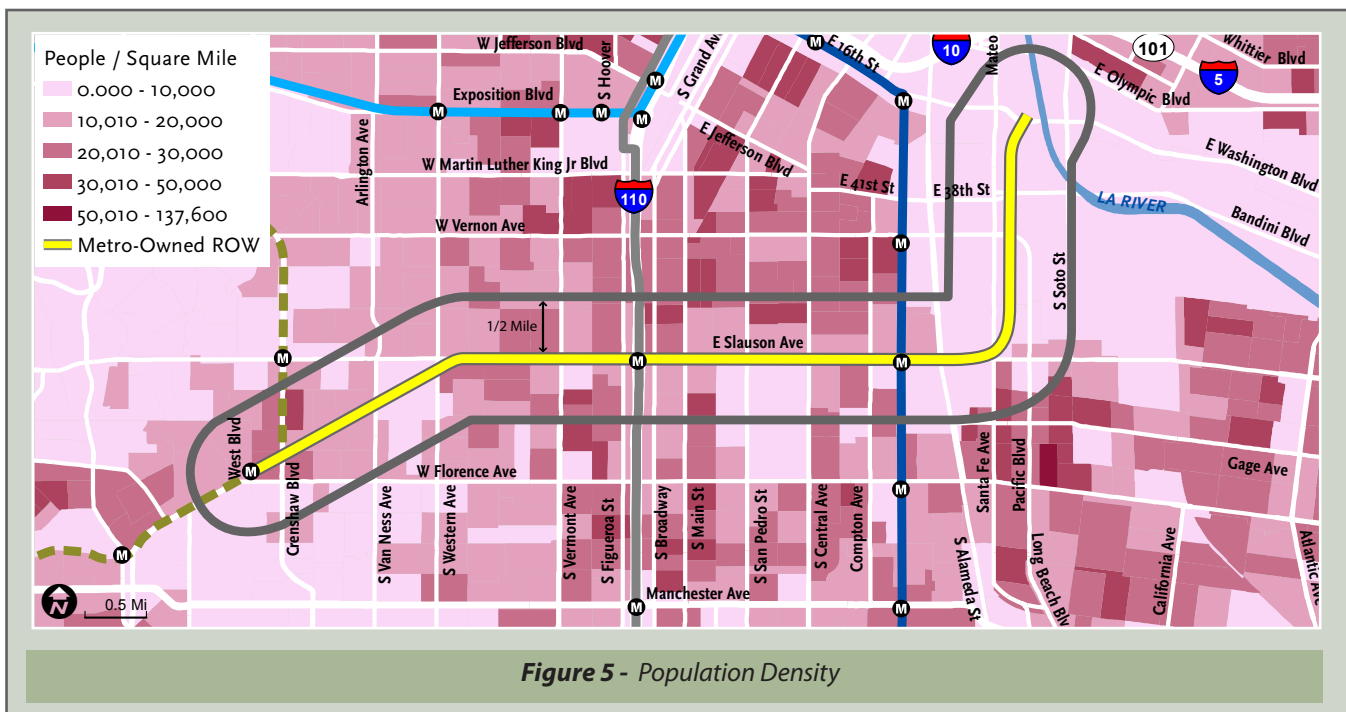 People / Square Mile
0.000 - 10,000
10,010 - 20,000
20,010 - 30,000
30,010 - 50,000
50,010 - 137,600
Metro-Owned ROW
W Jefferson Blvd
S Hoover
S Grand Ave
E 16th St
10
Mateo
101
Whittier Blvd
5
E Olympic Blvd
Exposition Blvd
M
M
M
M
M
M
M
Arlington Ave
W Martin Luther King Jr Blvd
E Jefferson Blvd
E 41st St
E 38th St
E Washington Blvd
110
LA RIVER
Bandini Blvd
W Vernon Ave
M
S Soto St
1/2 Mile
E Slauson Ave
M
M
M
West Blvd
M
Crenshaw Blvd
W Florence Ave
M
Gage Ave
Santa Fe Ave
Pacific Blvd
S Van Ness Ave
S Western Ave
S Vermont Ave
S Figueroa St
S Broadway
S Main St
San Pedro St
S Central Ave
Compton Ave
S Alameda St
Long Beach Blv
California Ave
Atlantic Ave
M
N
0.5 Mi
M
Manchester Ave
M
Figure 5 - Population Density